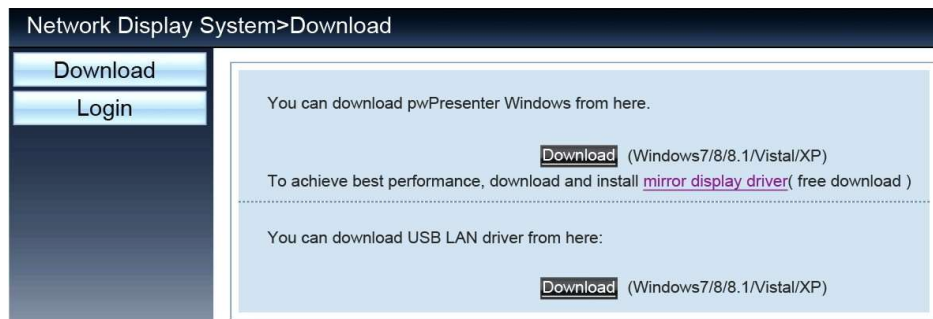 Network Display System>Download
Download
Login
You can download pwPresenter Windows from here.
Download (Windows7/8/8.1/Vistal/XP)
To achieve best performance, download and install mirror display driver( free download )
You can download USB LAN driver from here:
Download (Windows7/8/8.1/Vistal/XP)